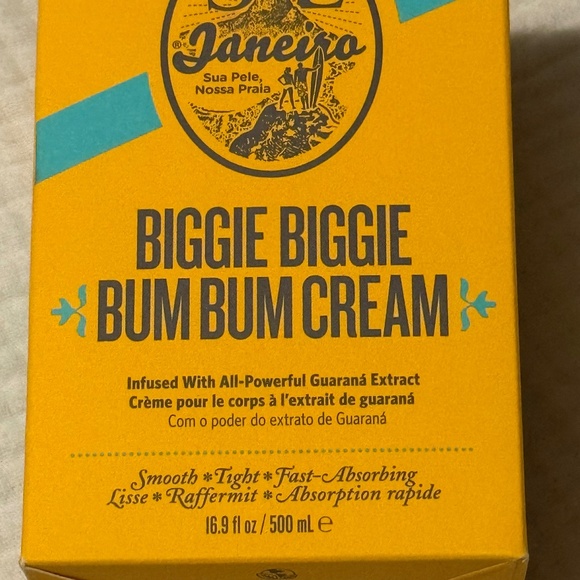 ®Janeiro
Sua Pele,
Nossa Praia
BIGGIE BIGGIE
BUM BUM CREAM
Infused With All-Powerful Guaraná Extract
Crème pour le corps à l'extrait de guaraná
Com o poder do extrato de Guaraná
Smooth * Tight * Fast-Absorbing
Lisse * Raffermit * Absorption rapide
16.9 fl oz / 500 mL ℮